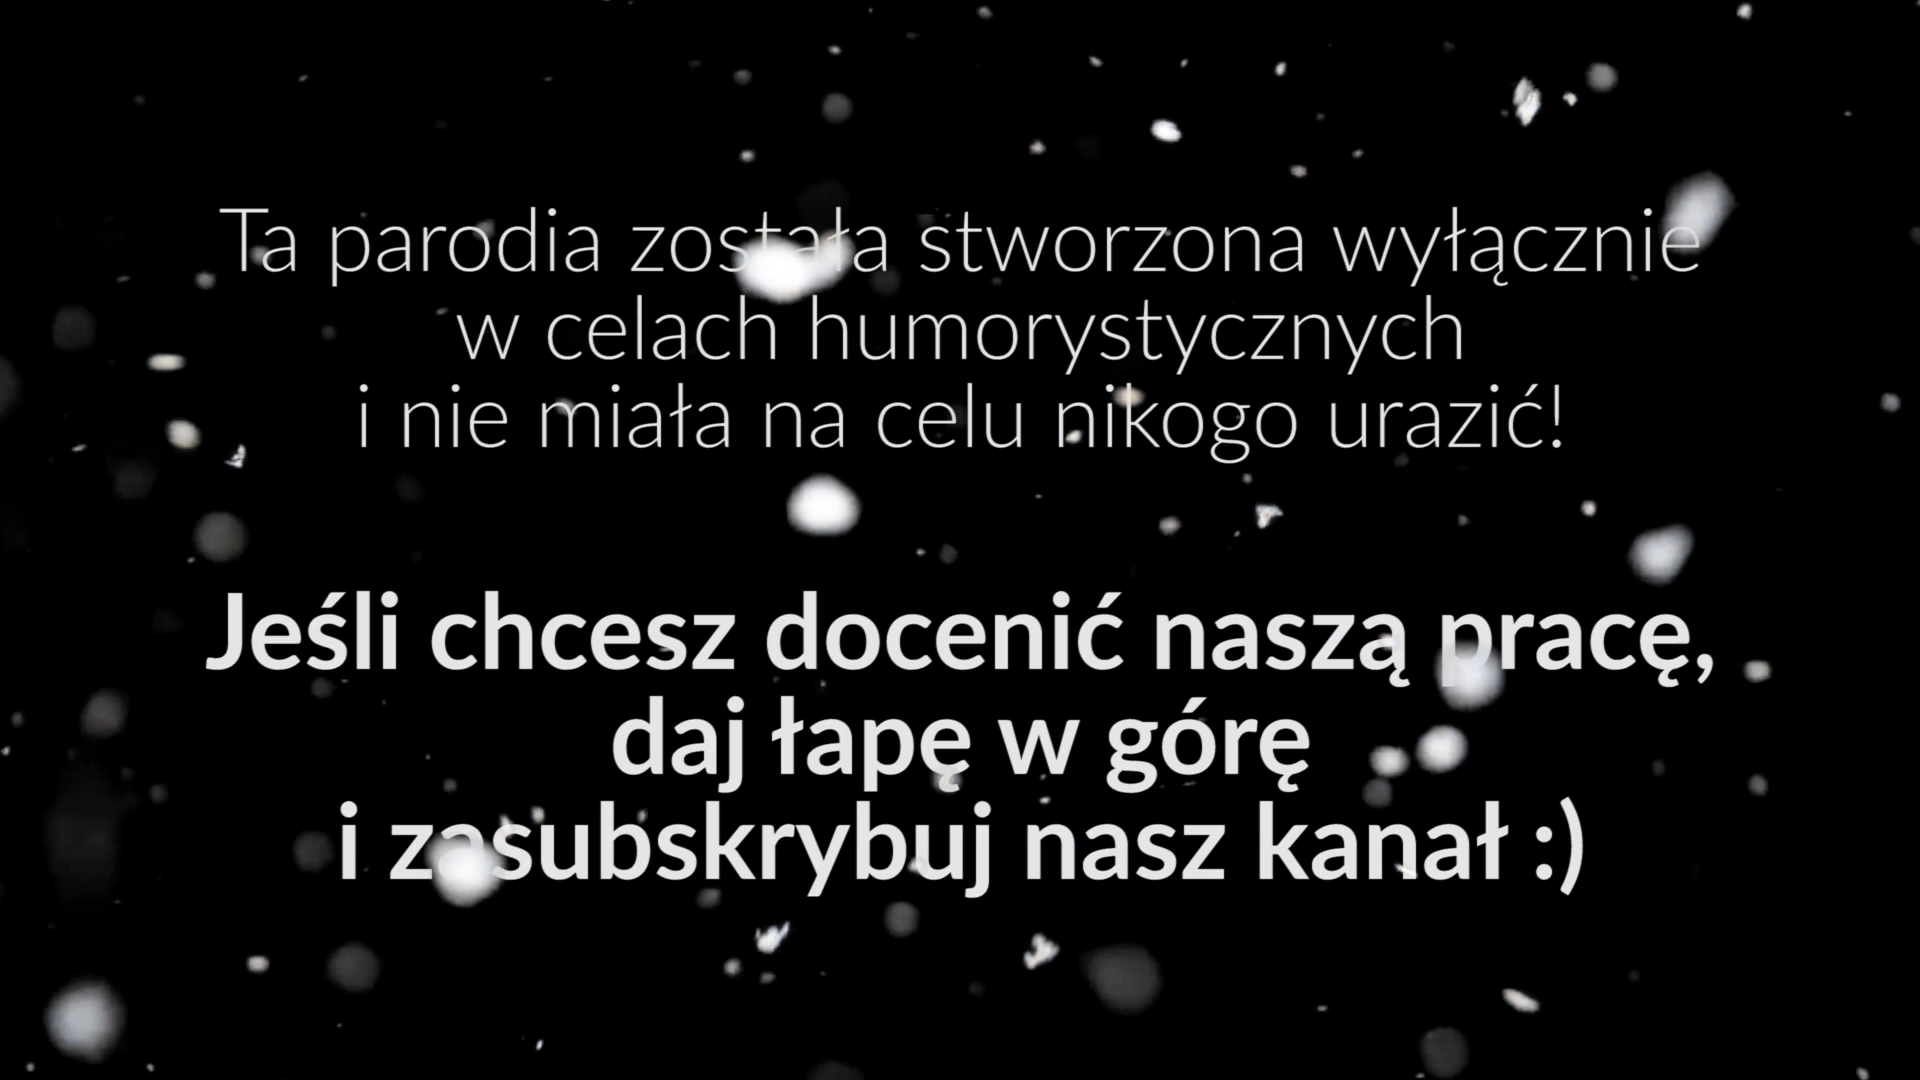 Ta parodia została stworzona wyłącznie
w celach humorystycznych
i nie miała na celu nikogo urazić!
Jeśli chcesz docenić naszą pracę,
daj łapę w górę
i zasubskrybuj nasz kanał :)